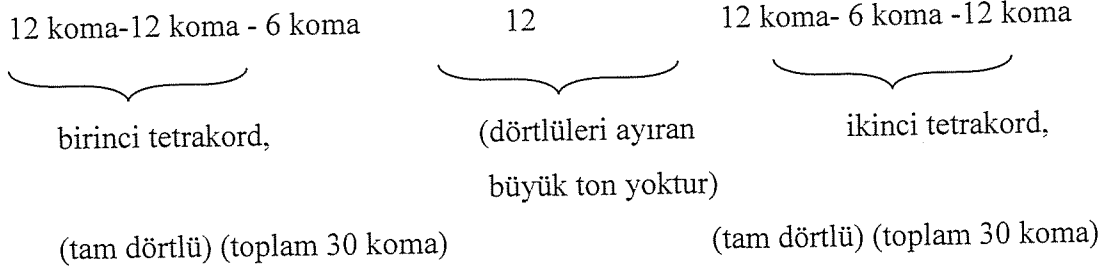 12 koma-12 koma - 6 koma 12 12 koma- 6 koma -12 koma
birinci tetrakord, (dörtlüleri ayıran ikinci tetrakord,
büyük ton yoktur)
(tam dörtlü) (toplam 30 koma) (tam dörtlü) (toplam 30 koma)